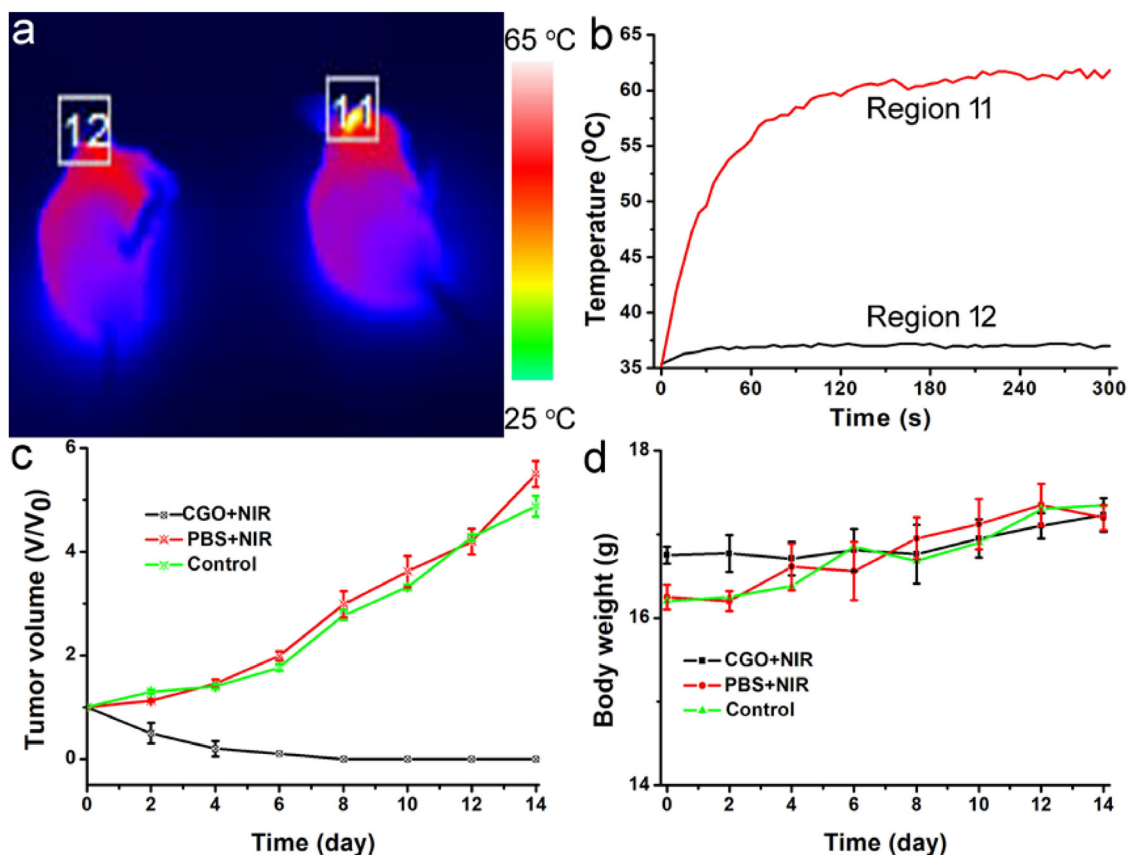 a
65 °C
12
11
25 °C
b
65
60
55
50
45
40
35
Temperature (°C)
Region 11
Region 12
0
60
120
180
240
300
Time (s)
c
6
4
2
0
Tumor volume (V/V₀)
CGO+NIR
PBS+NIR
Control
0
2
4
6
8
10
12
14
Time (day)
d
18
16
14
Body weight (g)
CGO+NIR
PBS+NIR
Control
0
2
4
6
8
10
12
14
Time (day)